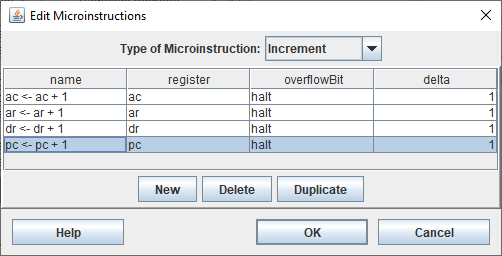 Edit Microinstructions
Type of Microinstruction: Increment
name register overflowBit delta
ac <- ac + 1 ac halt 1
ar <- ar + 1 ar halt 1
dr <- dr + 1 dr halt 1
pc <- pc + 1 pc halt 1
New Delete Duplicate
Help OK Cancel